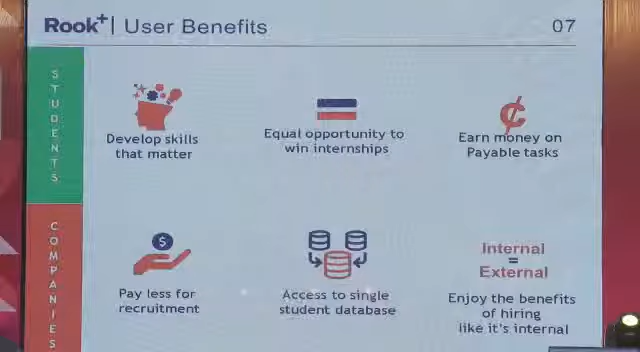 Rook+| User Benefits
07
STUDENTS
Develop skills
that matter
Equal opportunity to
win internships
¢
Earn money on
Payable tasks
COMPANIES
$
Pay less for
recruitment
Access to single
student database
Internal
=
External
Enjoy the benefits
of hiring
like it's internal